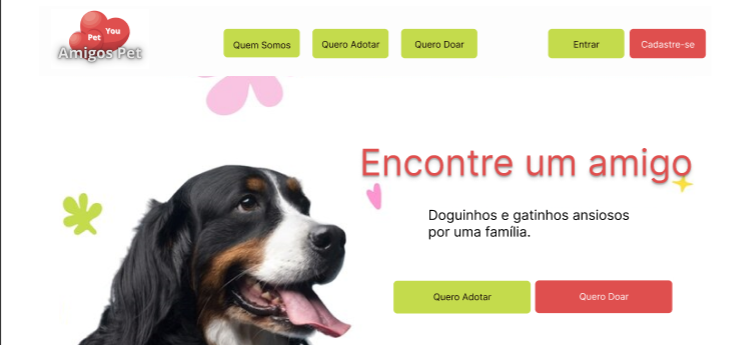 Pet You
Amigos Pet
Quem Somos
Quero Adotar
Quero Doar
Entrar
Cadastre-se
Encontre um amigo
Doguinhos e gatinhos ansiosos
por uma família.
Quero Adotar
Quero Doar